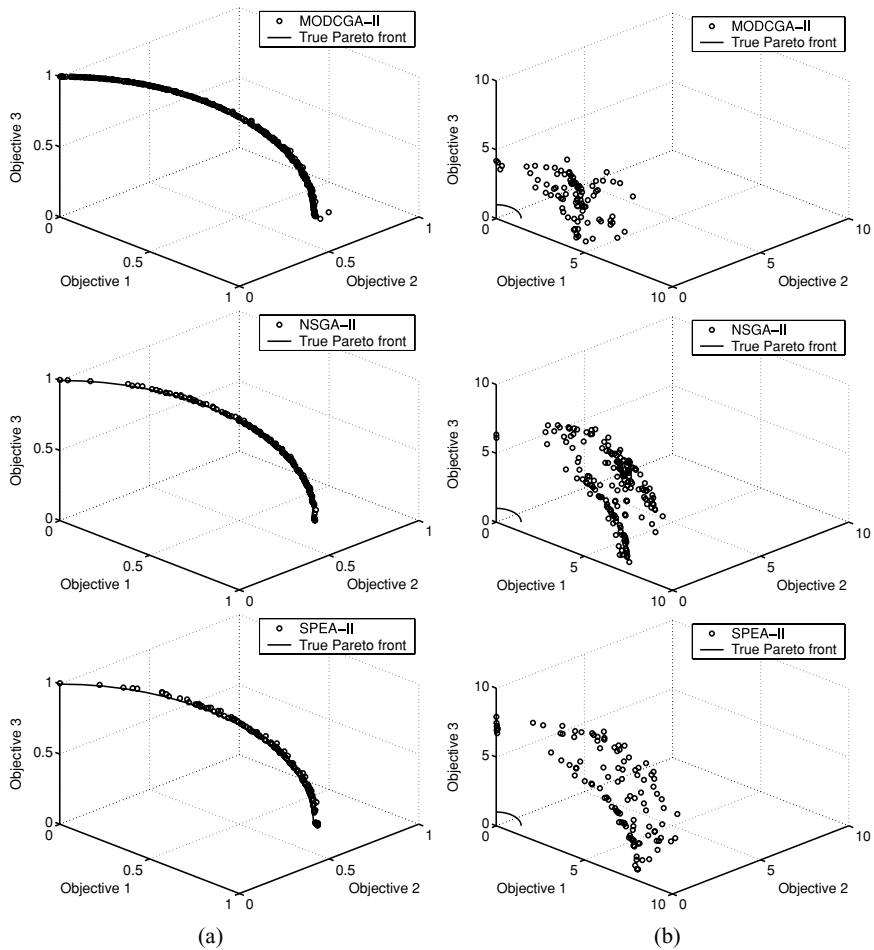 MODCGA-II
True Pareto front
1
Objective 3
0.5
0
0
0.5
Objective 1
1
0
0.5
Objective 2
1
MODCGA-II
True Pareto front
10
Objective 3
5
0
0
5
Objective 1
10
0
5
Objective 2
10
NSGA-II
True Pareto front
1
Objective 3
0.5
0
0
0.5
Objective 1
1
0
0.5
Objective 2
1
NSGA-II
True Pareto front
10
Objective 3
5
0
0
5
Objective 1
10
0
5
Objective 2
10
SPEA-II
True Pareto front
1
Objective 3
0.5
0
0
0.5
Objective 1
1
0
0.5
Objective 2
1
SPEA-II
True Pareto front
10
Objective 3
5
0
0
5
Objective 1
10
0
5
Objective 2
10
(a)
(b)